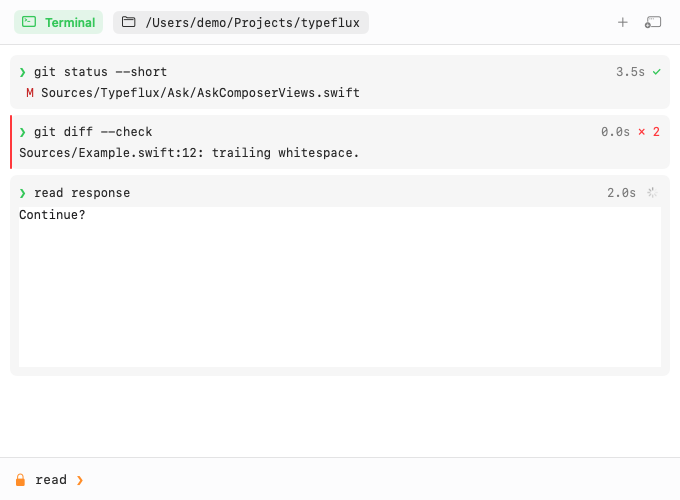 Terminal /Users/demo/Projects/typeflux
❯ git status --short 3.5s ✓
M Sources/Typeflux/Ask/AskComposerViews.swift
❯ git diff --check 0.0s × 2
Sources/Example.swift:12: trailing whitespace.
❯ read response 2.0s
Continue?
read ❯